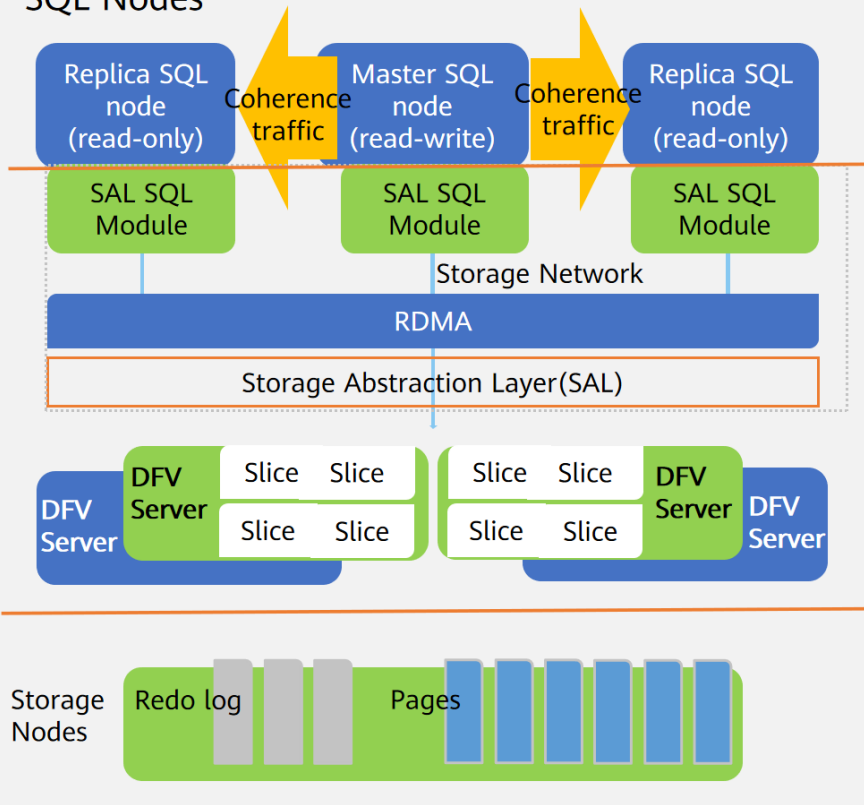 SQL Nodes
Replica SQL
node
(read-only)
Coherence
traffic
Master SQL
node
(read-write)
Coherence
traffic
Replica SQL
node
(read-only)
SAL SQL
Module
SAL SQL
Module
SAL SQL
Module
Storage Network
RDMA
Storage Abstraction Layer(SAL)
DFV
Server
DFV
Server
Slice
Slice
Slice
Slice
Slice
Slice
Slice
Slice
DFV
Server
DFV
Server
Storage
Nodes
Redo log
Pages